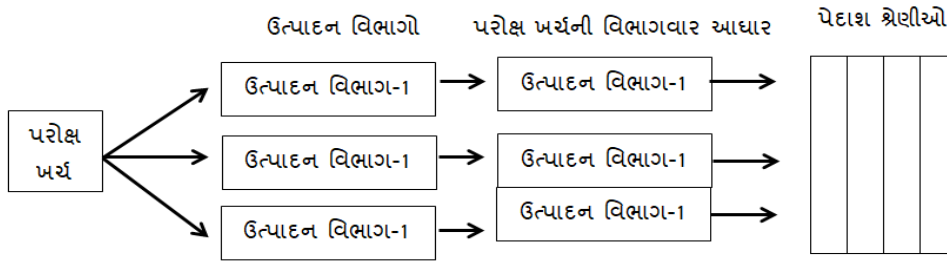 ઉત્પાદન વિભાગો
પરોક્ષ ખર્ચની વિભાગવાર આધાર
પેદાશ શ્રેણીઓ
પરોક્ષ
ખર્ચ
ઉત્પાદન વિભાગ-1
ઉત્પાદન વિભાગ-1
ઉત્પાદન વિભાગ-1
ઉત્પાદન વિભાગ-1
ઉત્પાદન વિભાગ-1
ઉત્પાદન વિભાગ-1